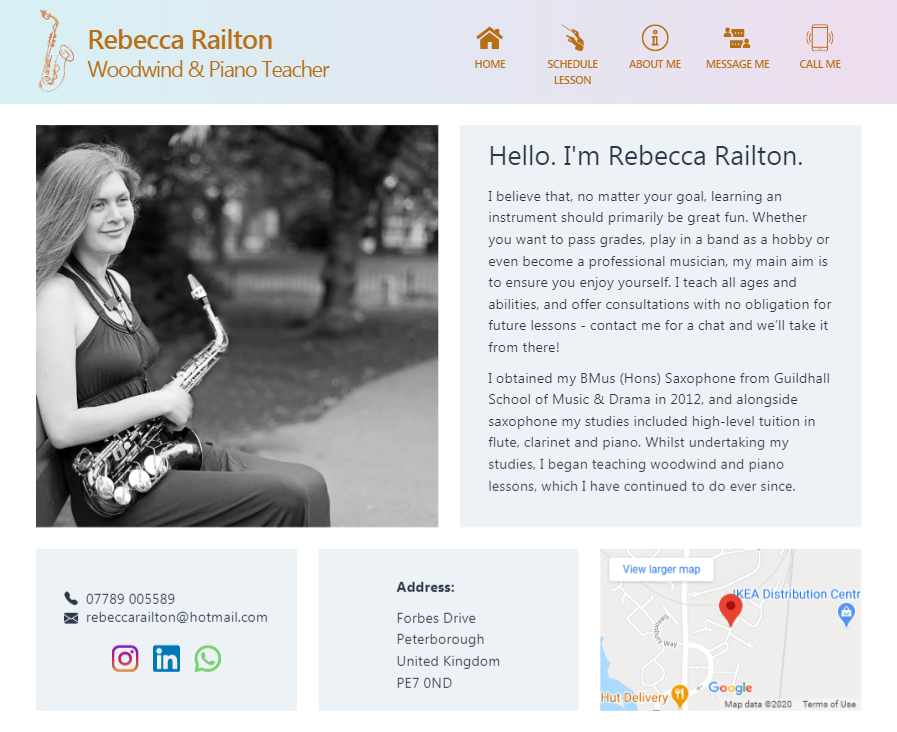 Rebecca Railton
Woodwind & Piano Teacher
HOME
SCHEDULE
LESSON
ABOUT ME
MESSAGE ME
CALL ME
Hello. I'm Rebecca Railton.
I believe that, no matter your goal, learning an
instrument should primarily be great fun. Whether
you want to pass grades, play in a band as a hobby or
even become a professional musician, my main aim is
to ensure you enjoy yourself. I teach all ages and
abilities, and offer consultations with no obligation for
future lessons - contact me for a chat and we'll take it
from there!
I obtained my BMus (Hons) Saxophone from Guildhall
School of Music & Drama in 2012, and alongside
saxophone my studies included high-level tuition in
flute, clarinet and piano. Whilst undertaking my
studies, I began teaching woodwind and piano
lessons, which I have continued to do ever since.
07789 005589
rebeccarailton@hotmail.com
Address:
Forbes Drive
Peterborough
United Kingdom
PE7 0ND
View larger map
IKEA Distribution Centr
Way
Hut Delivery
Google
Map data ©2020
Terms of Use